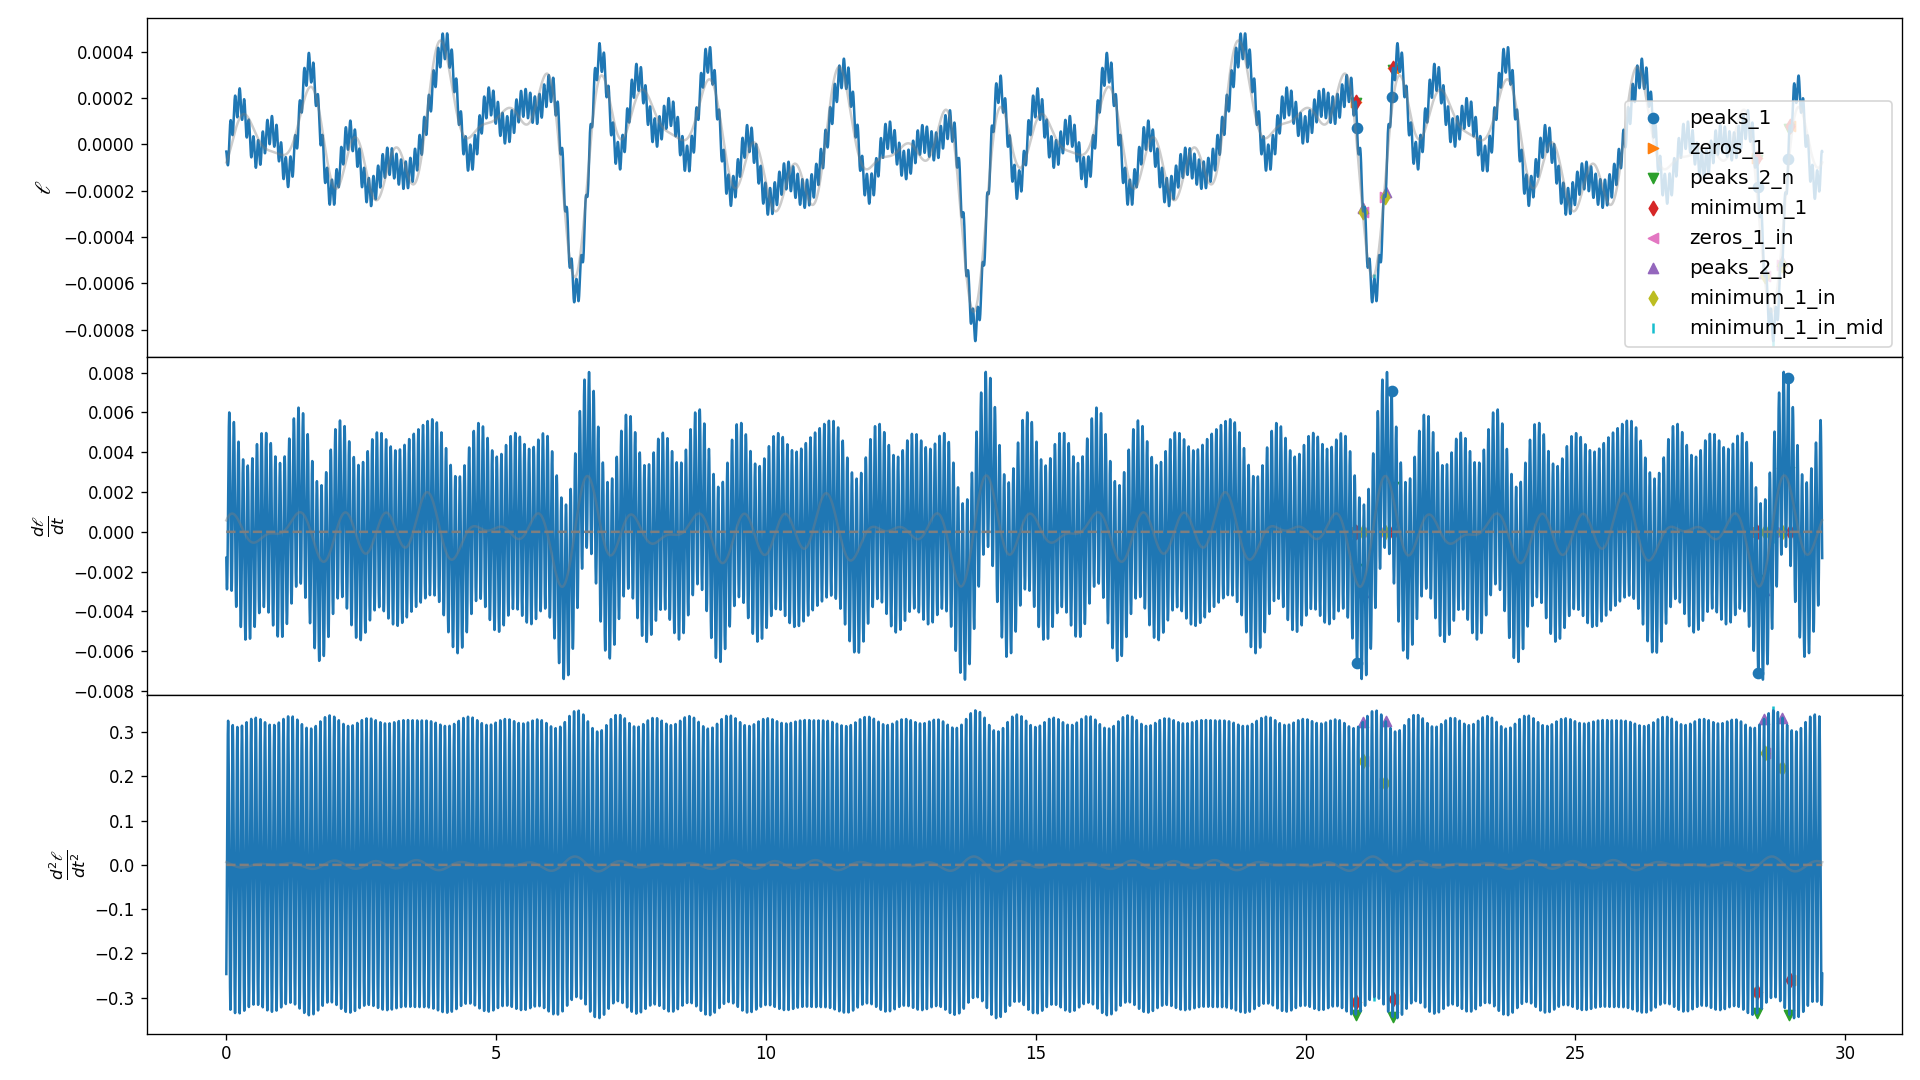 0.0004
0.0002
0.0000
−0.0002
−0.0004
−0.0006
−0.0008
ℓ
peaks_1
zeros_1
peaks_2_n
minimum_1
zeros_1_in
peaks_2_p
minimum_1_in
minimum_1_in_mid
0.008
0.006
0.004
0.002
0.000
−0.002
−0.004
−0.006
−0.008
dℓ
dt
0.3
0.2
0.1
0.0
−0.1
−0.2
−0.3
d²ℓ
dt²
0 5 10 15 20 25 30